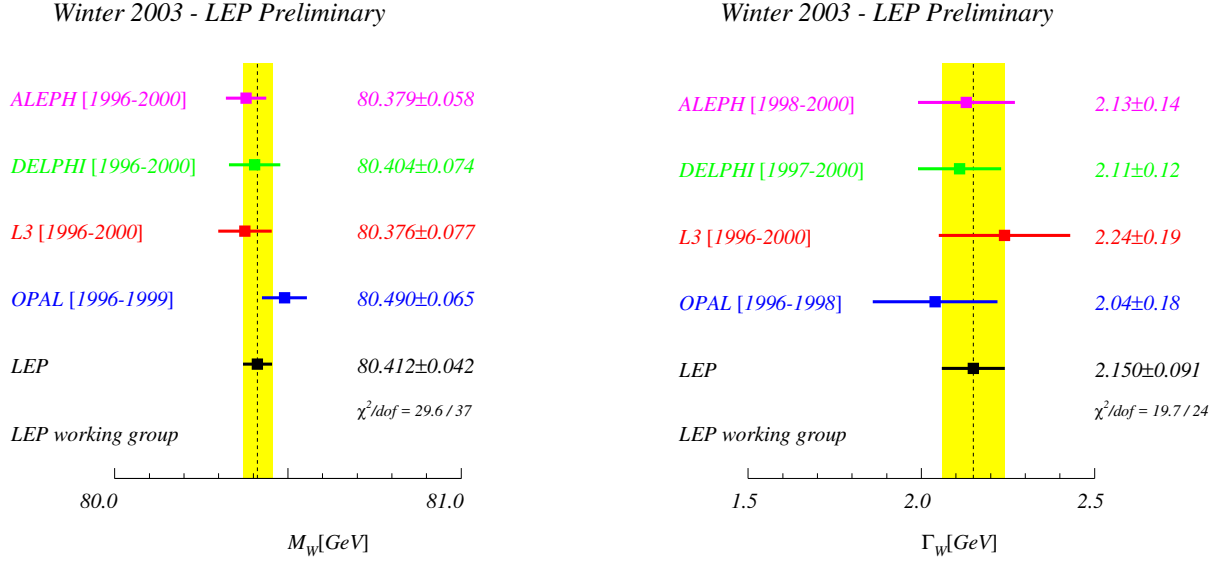 Winter 2003 - LEP Preliminary
ALEPH [1996-2000] 80.379±0.058
DELPHI [1996-2000] 80.404±0.074
L3 [1996-2000] 80.376±0.077
OPAL [1996-1999] 80.490±0.065
LEP 80.412±0.042
χ²/dof = 29.6 / 37
LEP working group
80.0 81.0
M_W[GeV]
Winter 2003 - LEP Preliminary
ALEPH [1998-2000] 2.13±0.14
DELPHI [1997-2000] 2.11±0.12
L3 [1996-2000] 2.24±0.19
OPAL [1996-1998] 2.04±0.18
LEP 2.150±0.091
χ²/dof = 19.7 / 24
LEP working group
1.5 2.0 2.5
Γ_W[GeV]